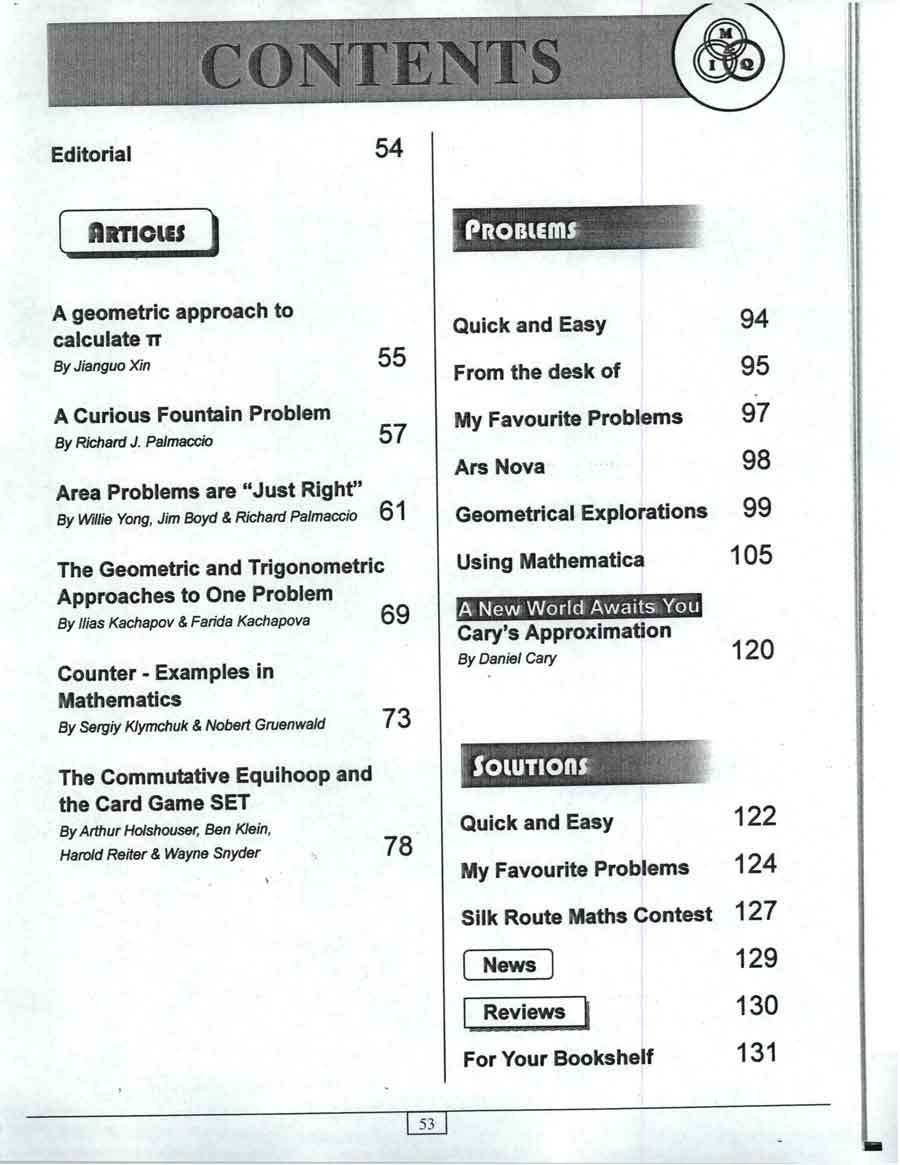 CONTENTS
M
I Q
Editorial 54
ARTICLES
A geometric approach to
calculate π
By Jianguo Xin 55
A Curious Fountain Problem
By Richard J. Palmaccio 57
Area Problems are “Just Right”
By Willie Yong, Jim Boyd & Richard Palmaccio 61
The Geometric and Trigonometric
Approaches to One Problem
By Ilias Kachapov & Farida Kachapova 69
Counter - Examples in
Mathematics
By Sergiy Klymchuk & Nobert Gruenwald 73
The Commutative Equihoop and
the Card Game SET
By Arthur Holshouser, Ben Klein,
Harold Reiter & Wayne Snyder 78
PROBLEMS
Quick and Easy 94
From the desk of 95
My Favourite Problems 97
Ars Nova 98
Geometrical Explorations 99
Using Mathematica 105
A New World Awaits You
Cary's Approximation
By Daniel Cary 120
SOLUTIONS
Quick and Easy 122
My Favourite Problems 124
Silk Route Maths Contest 127
News 129
Reviews 130
For Your Bookshelf 131
53